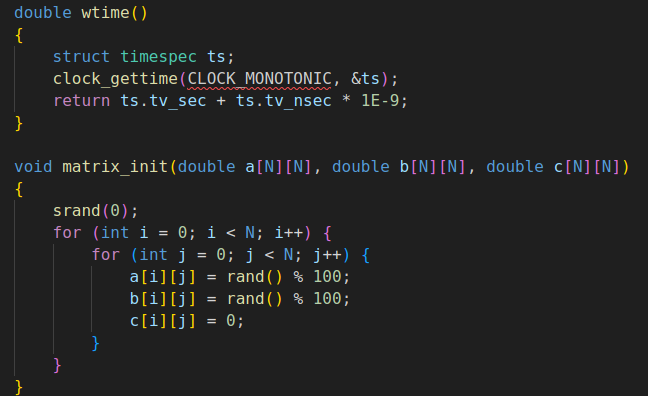 double wtime()
{
    struct timespec ts;
    clock_gettime(CLOCK_MONOTONIC, &ts);
    return ts.tv_sec + ts.tv_nsec * 1E-9;
}

void matrix_init(double a[N][N], double b[N][N], double c[N][N])
{
    srand(0);
    for (int i = 0; i < N; i++) {
        for (int j = 0; j < N; j++) {
            a[i][j] = rand() % 100;
            b[i][j] = rand() % 100;
            c[i][j] = 0;
        }
    }
}